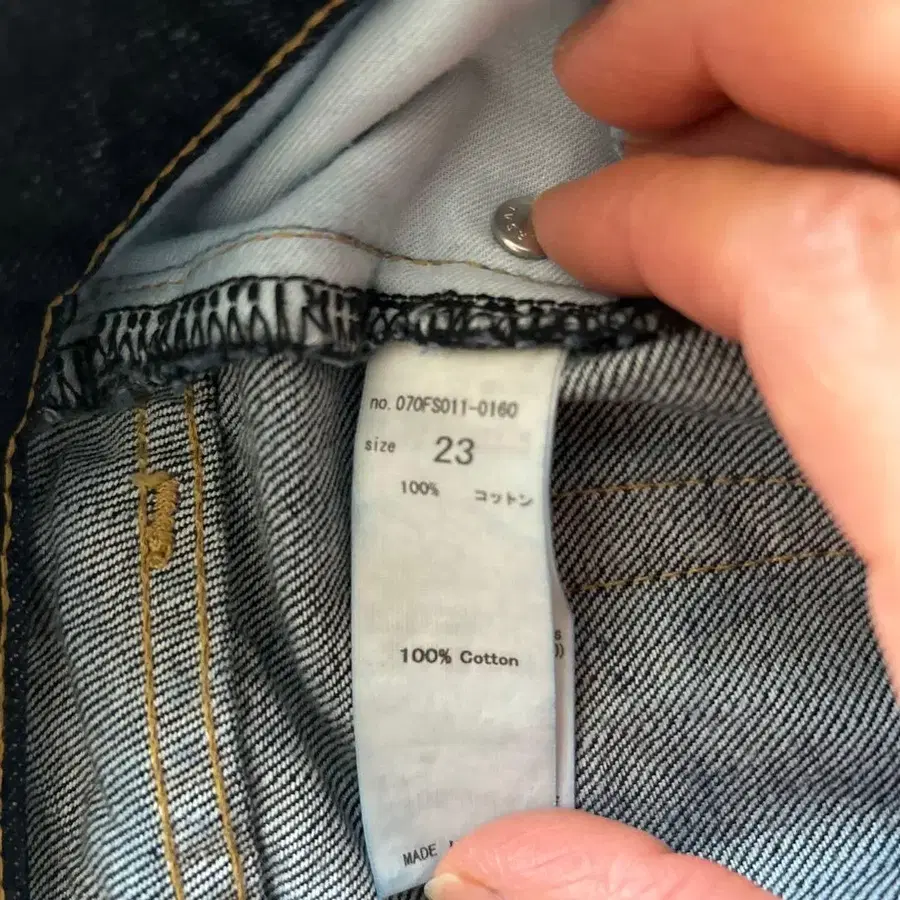 no. 070FS011-0160
size 23
100% コットン
100% Cotton
MADE